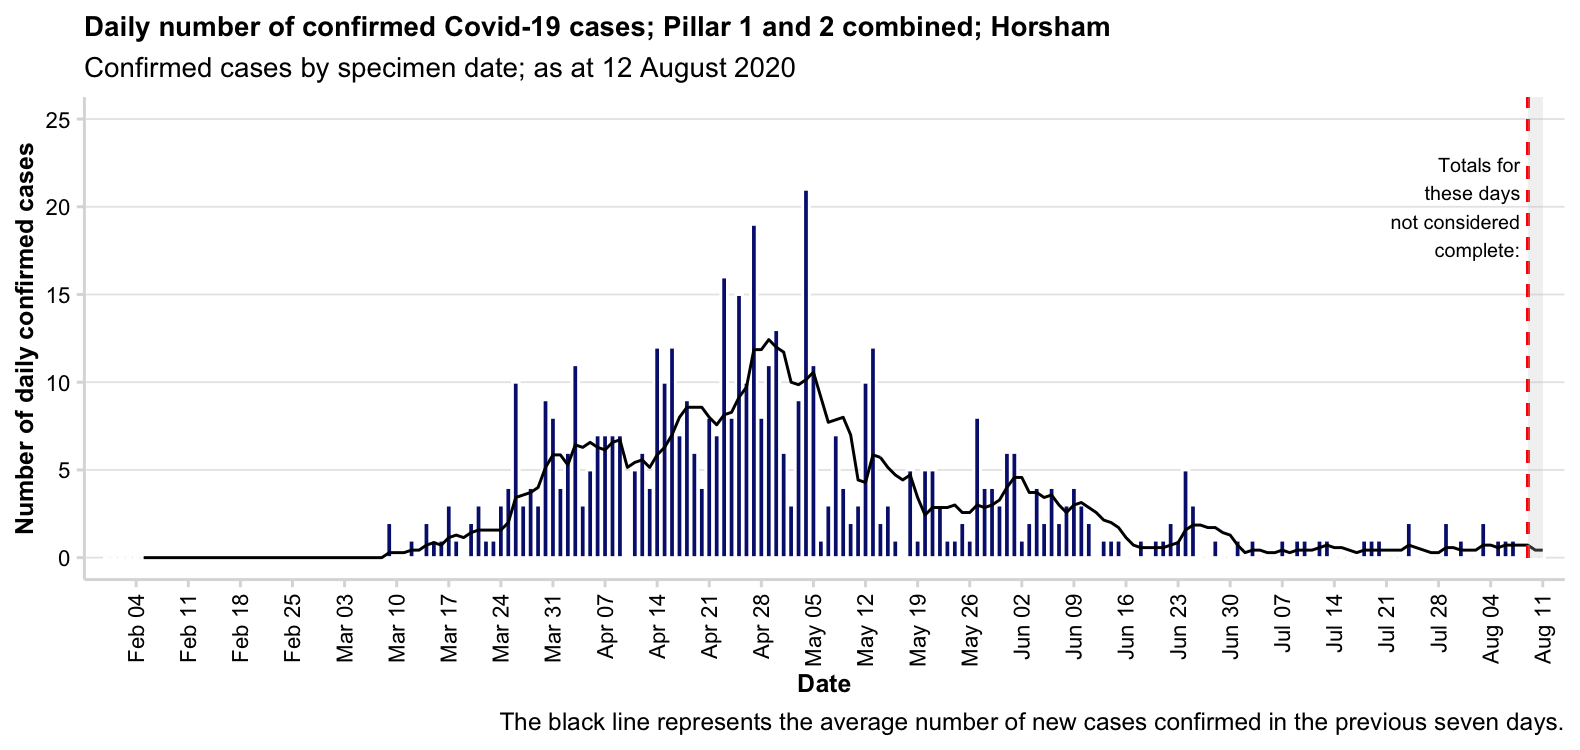 Daily number of confirmed Covid-19 cases; Pillar 1 and 2 combined; Horsham
Confirmed cases by specimen date; as at 12 August 2020
Number of daily confirmed cases
25
20
15
10
5
0
Totals for
these days
not considered
complete:
Feb 04
Feb 11
Feb 18
Feb 25
Mar 03
Mar 10
Mar 17
Mar 24
Mar 31
Apr 07
Apr 14
Apr 21
Apr 28
May 05
May 12
May 19
May 26
Jun 02
Jun 09
Jun 16
Jun 23
Jun 30
Jul 07
Jul 14
Jul 21
Jul 28
Aug 04
Aug 11
Date
The black line represents the average number of new cases confirmed in the previous seven days.